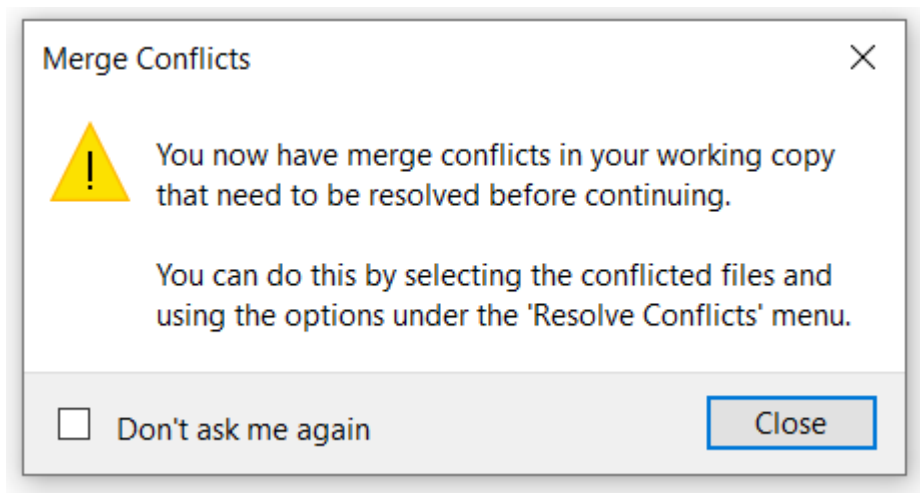 Merge Conflicts
!
You now have merge conflicts in your working copy
that need to be resolved before continuing.
You can do this by selecting the conflicted files and
using the options under the 'Resolve Conflicts' menu.
Don't ask me again
Close